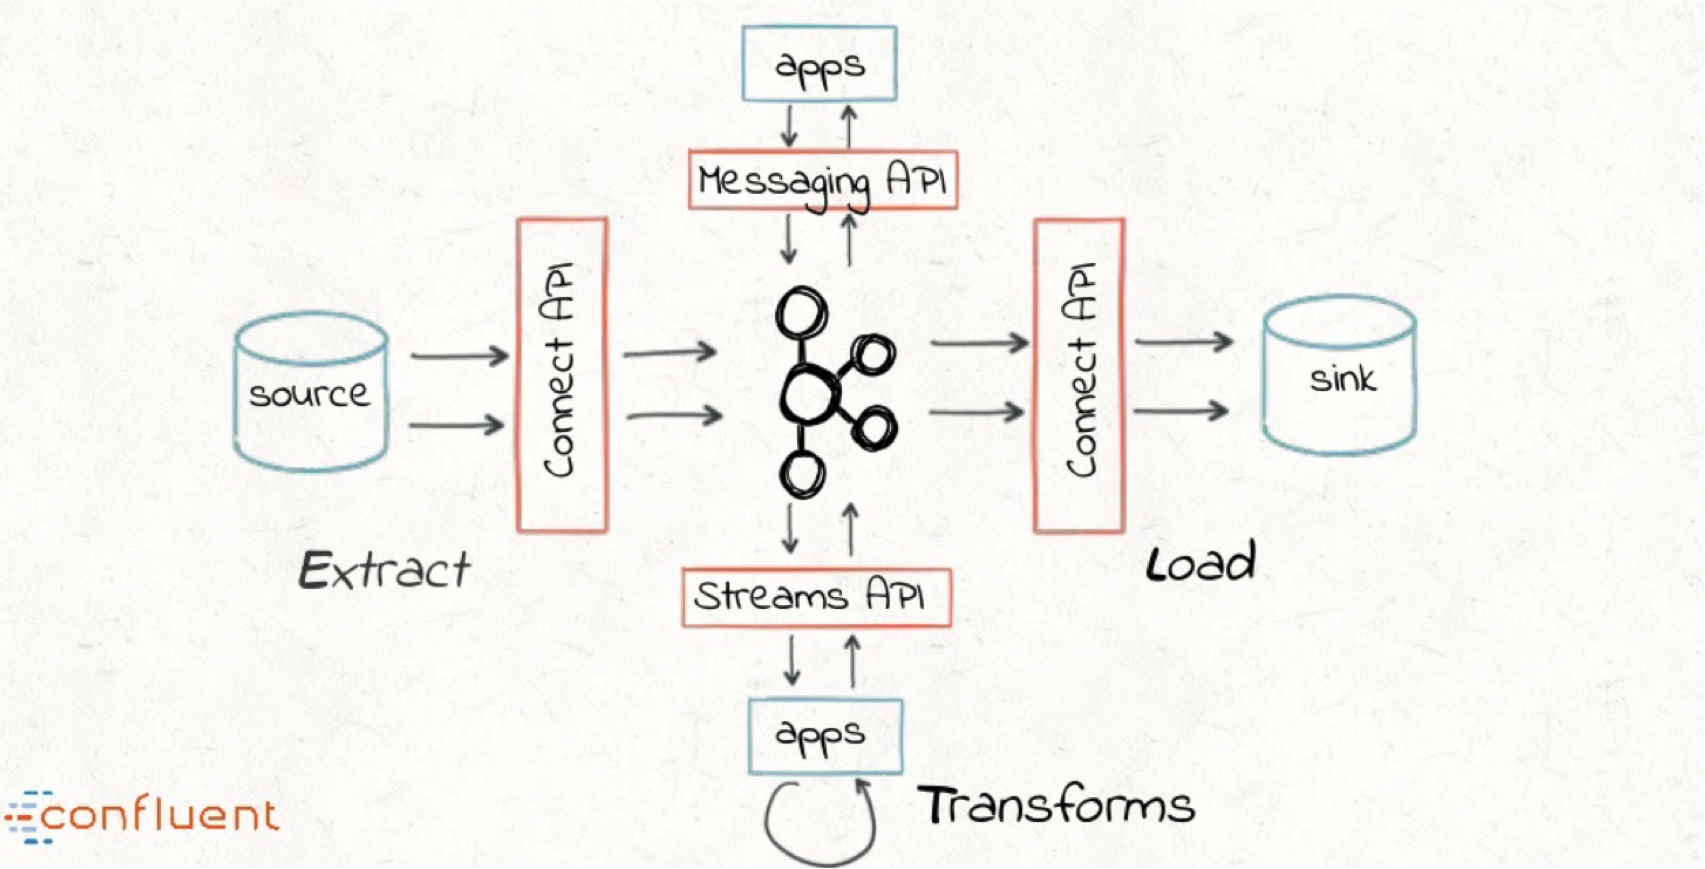 apps
Messaging API
Connect API
Connect API
source
sink
Extract
Load
Streams API
apps
Transforms
confluent